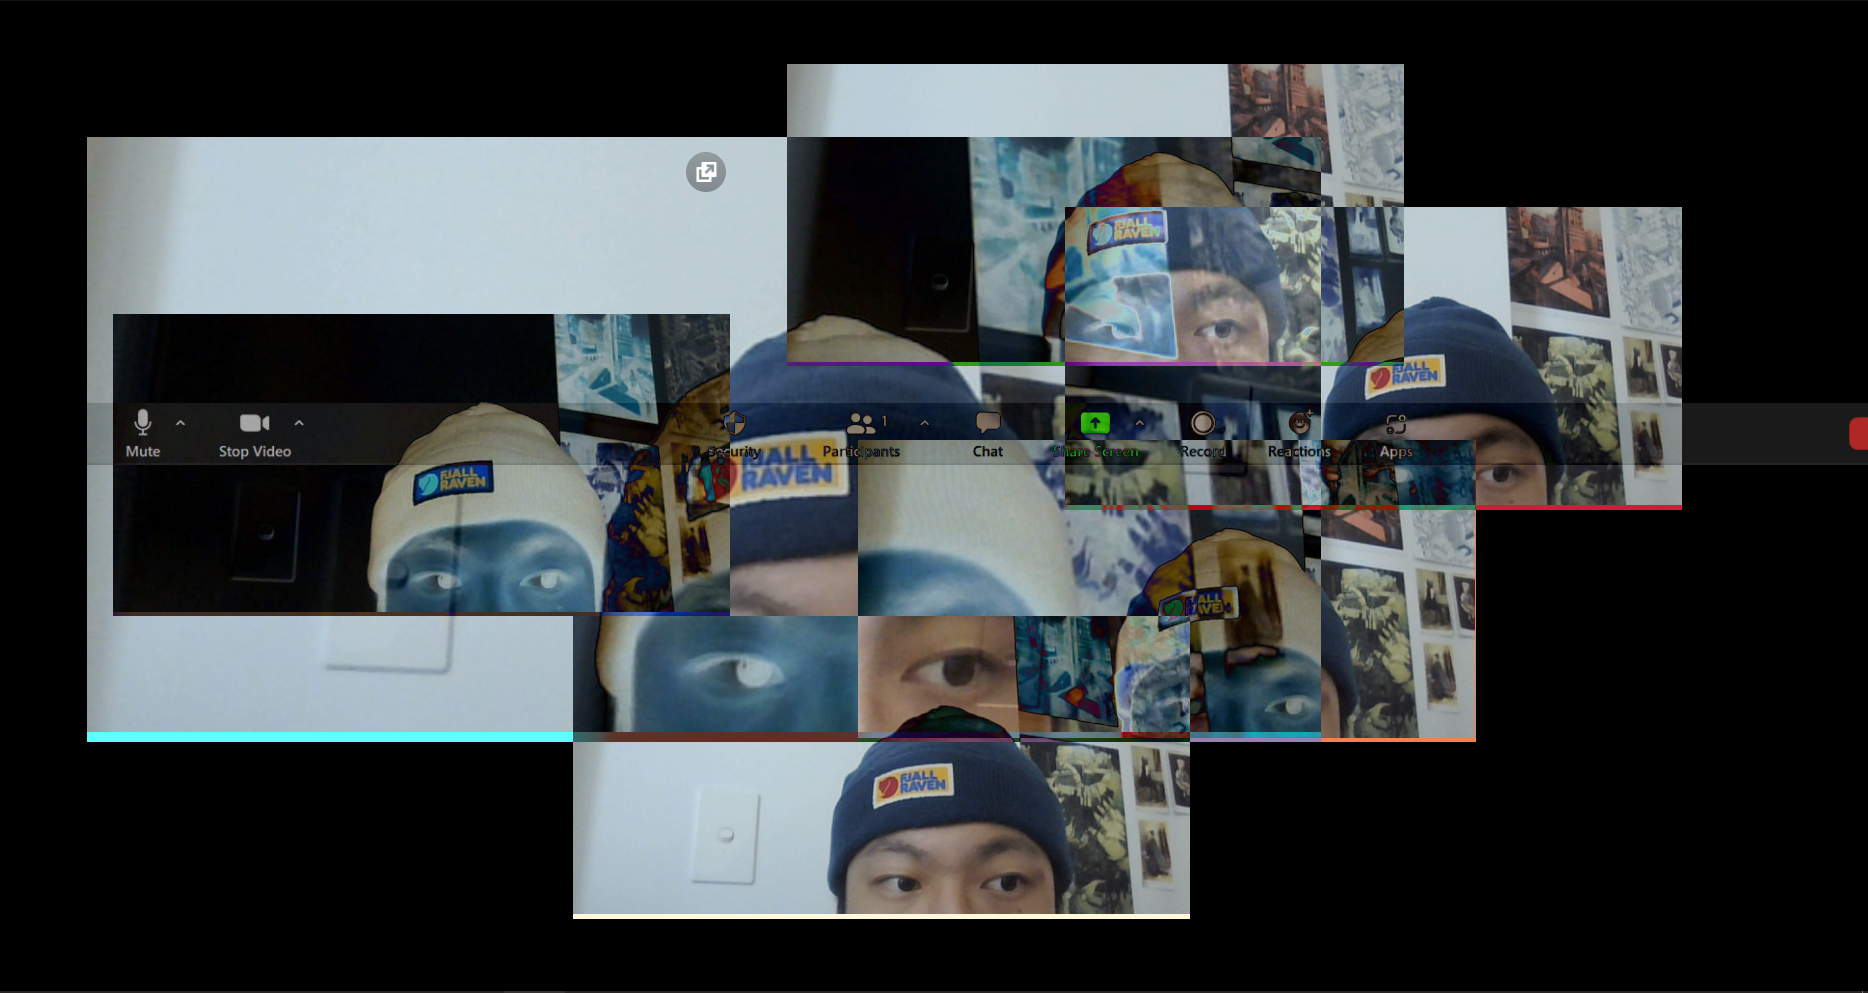 FJALL
RAVEN
FJALL
RAVEN
1
Mute
Stop Video
Security
Participants
Chat
Share Screen
Record
Reactions
Apps
FJALL
RAVEN
FJALL
RAVEN
FJALL
RAVEN